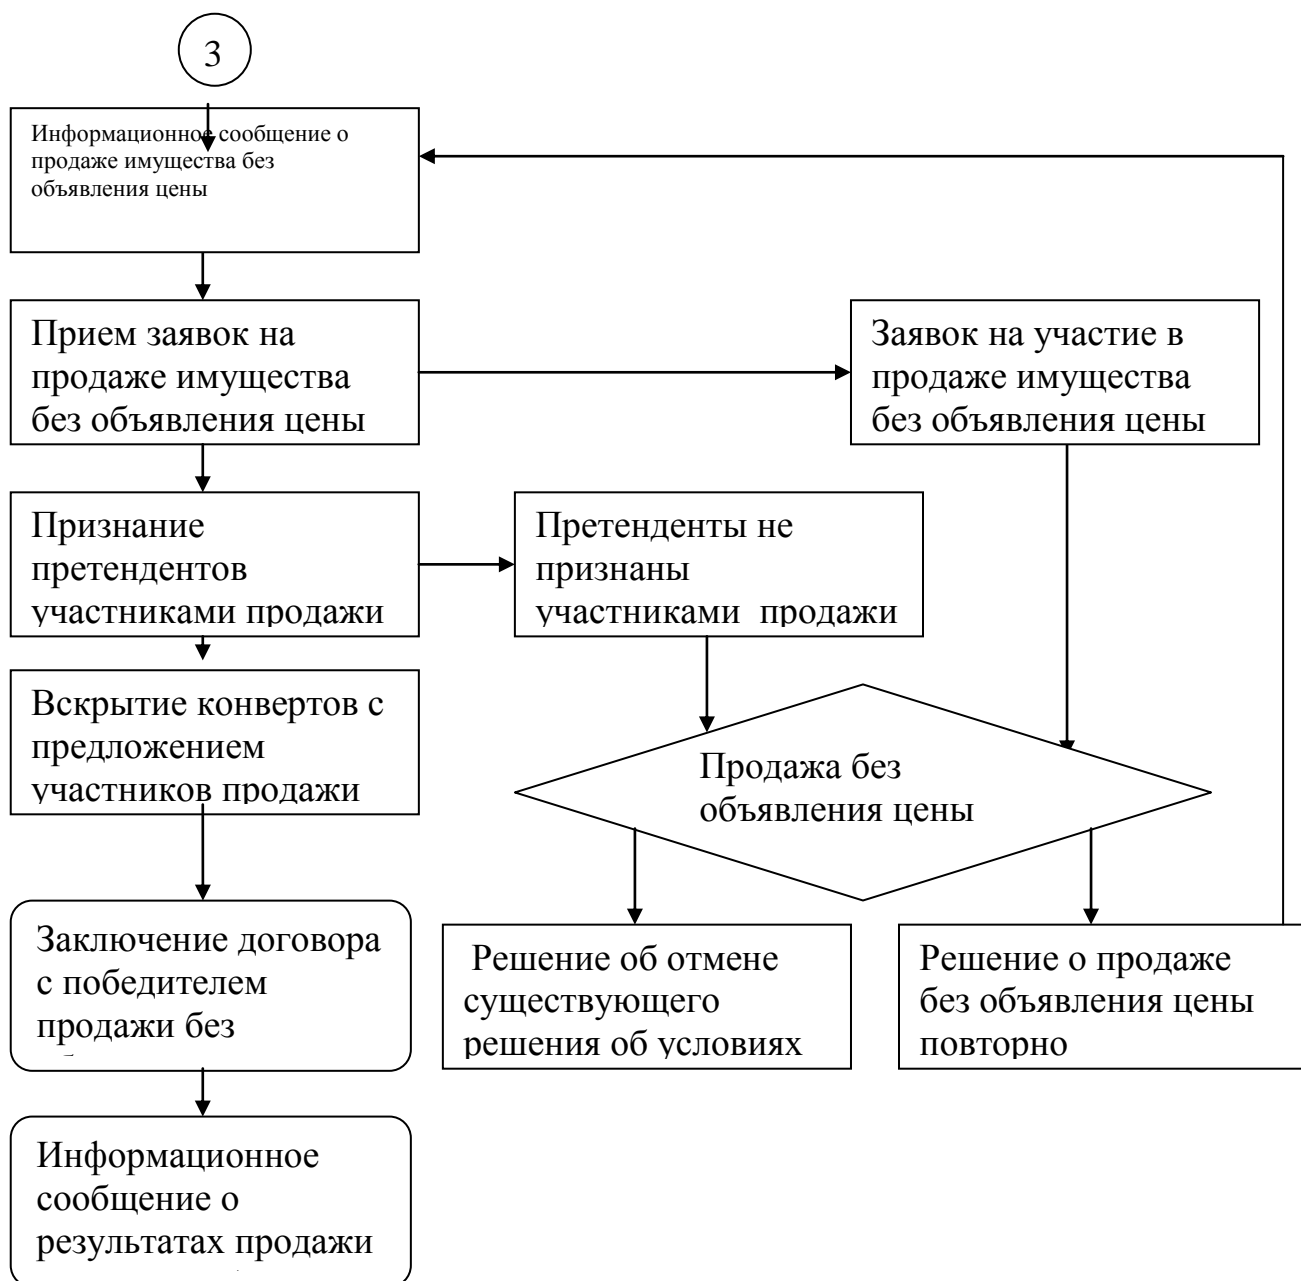 3
Информационное сообщение о
продаже имущества без
объявления цены
Прием заявок на
продаже имущества
без объявления цены
Заявок на участие в
продаже имущества
без объявления цены
Признание
претендентов
участниками продажи
Претенденты не
признаны
участниками продажи
Вскрытие конвертов с
предложением
участников продажи
Продажа без
объявления цены
Заключение договора
с победителем
продажи без
Решение об отмене
существующего
решения об условиях
Решение о продаже
без объявления цены
повторно
Информационное
сообщение о
результатах продажи